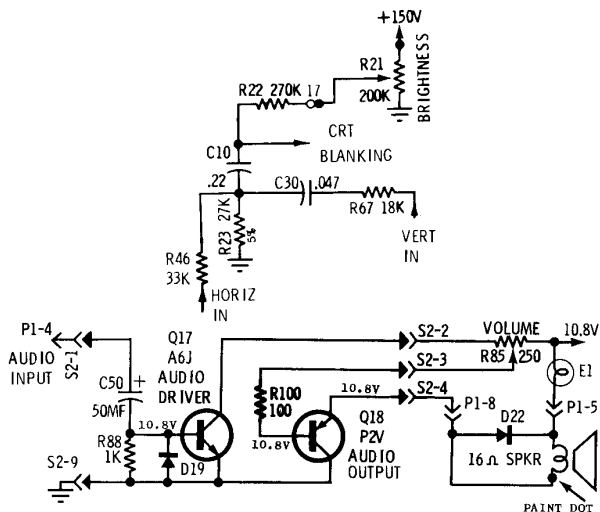 +150V
BRIGHTNESS
R22 270K 17
R21
200K
CRT
BLANKING
C10
.22
C30 .047
R67 18K
VERT
IN
27K
R23
5%
R46
33K
HORIZ
IN
P1-4
AUDIO
INPUT
S2-1
C50 +
50MF
Q17
A6J
AUDIO
DRIVER
10.8V
R88
1K
D19
S2-9
S2-2
S2-3
S2-4
VOLUME
R85 250
10.8V
E1
R100
100
10.8V
10.8V
Q18
P2V
AUDIO
OUTPUT
P1-8
D22
P1-5
16Ω SPKR
PAINT DOT